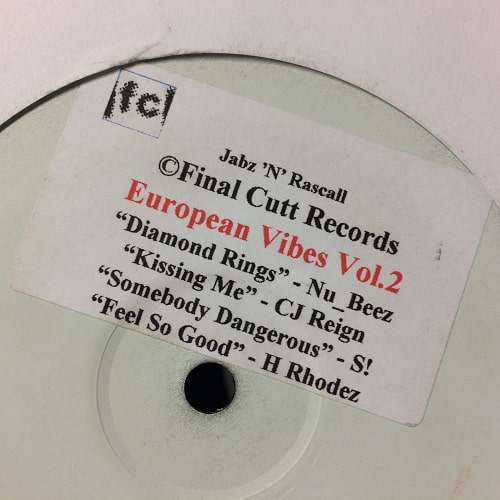 fc
Jabz 'N' Rascall
©Final Cutt Records
European Vibes Vol.2
“Diamond Rings” - Nu_Beez
“Kissing Me” - CJ Reign
“Somebody Dangerous” - S!
“Feel So Good” - H Rhodez